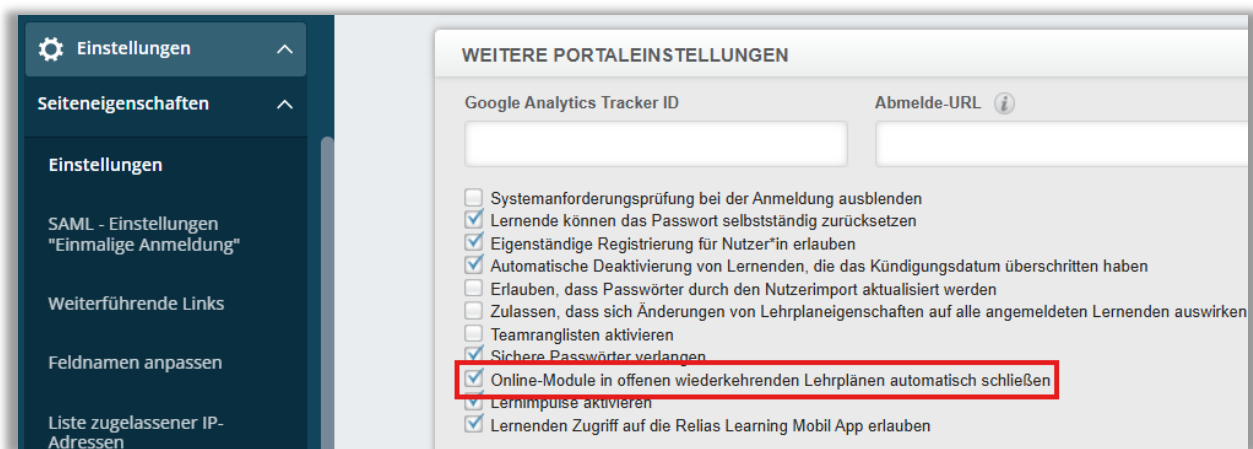 Einstellungen
Seiteneigenschaften
Einstellungen
SAML - Einstellungen
"Einmalige Anmeldung"
Weiterführende Links
Feldnamen anpassen
Liste zugelassener IP-
Adressen
WEITERE PORTALEINSTELLUNGEN
Google Analytics Tracker ID
Abmelde-URL
Systemanforderungsprüfung bei der Anmeldung ausblenden
Lernende können das Passwort selbstständig zurücksetzen
Eigenständige Registrierung für Nutzer*in erlauben
Automatische Deaktivierung von Lernenden, die das Kündigungsdatum überschritten haben
Erlauben, dass Passwörter durch den Nutzerimport aktualisiert werden
Zulassen, dass sich Änderungen von Lehrplaneigenschaften auf alle angemeldeten Lernenden auswirken
Teamranglisten aktivieren
Sichere Passwörter verlangen
Online-Module in offenen wiederkehrenden Lehrplänen automatisch schließen
Lernimpulse aktivieren
Lernenden Zugriff auf die Relias Learning Mobil App erlauben